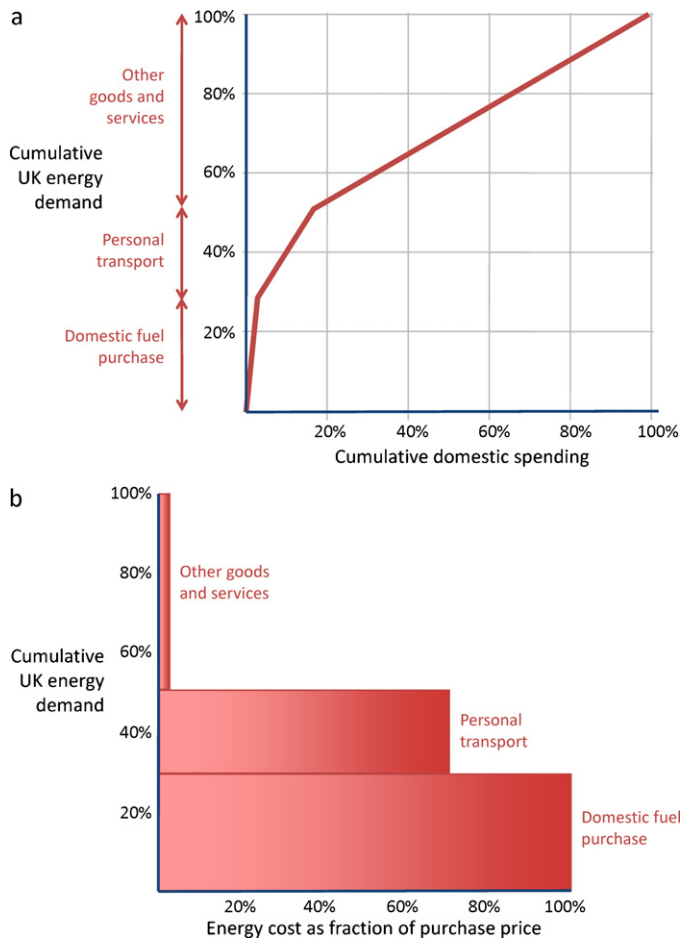 a
100%
80%
60%
40%
20%
Other
goods and
services
Cumulative
UK energy
demand
Personal
transport
Domestic fuel
purchase
20%
40%
60%
80%
100%
Cumulative domestic spending
b
100%
80%
60%
40%
20%
Cumulative
UK energy
demand
Other goods
and services
Personal
transport
Domestic fuel
purchase
20%
40%
60%
80%
100%
Energy cost as fraction of purchase price